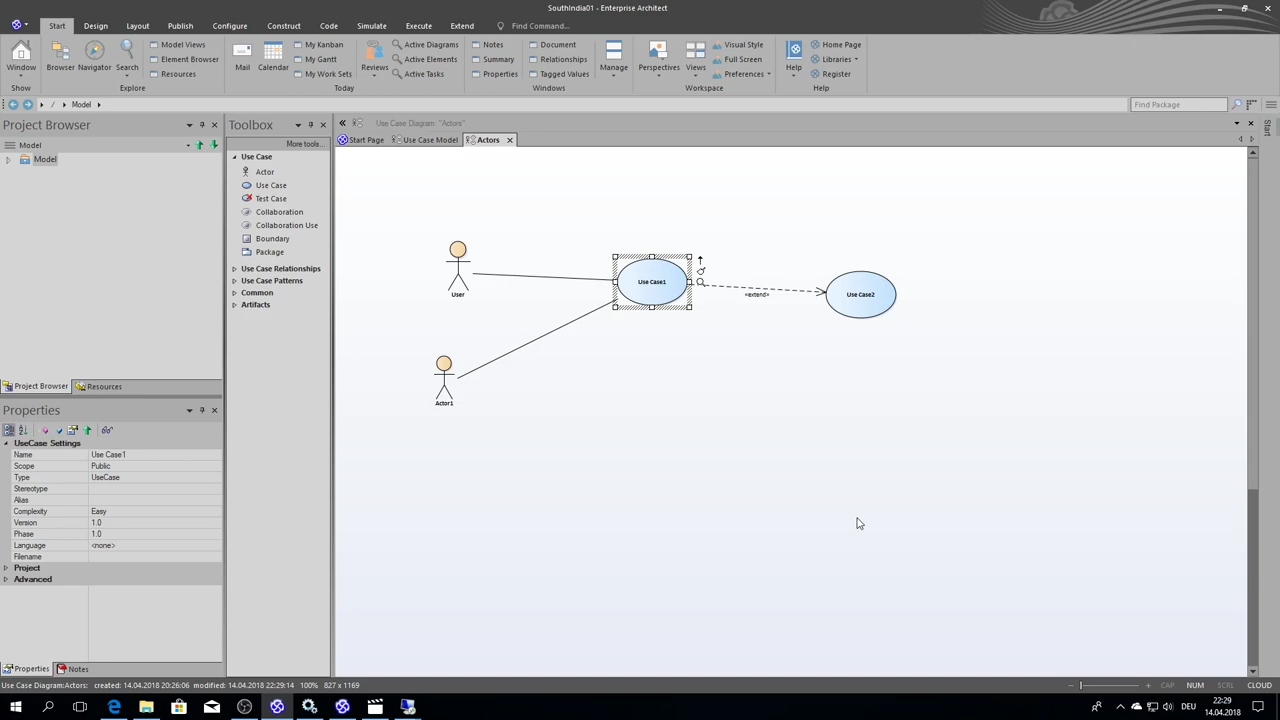 SouthIndia01 - Enterprise Architect
Start Design Layout Publish Configure Construct Code Simulate Execute Extend Find Command...
Window
Show
Browser
Navigator
Search
Model Views
Element Browser
Resources
Explore
Mail
Calendar
My Kanban
My Gantt
My Work Sets
Today
Reviews
Active Diagrams
Active Elements
Active Tasks
Notes
Summary
Properties
Document
Relationships
Tagged Values
Windows
Manage
Perspectives
Views
Visual Style
Full Screen
Preferences
Workspace
Help
Home Page
Libraries
Register
Help
/ Model
Find Package
Project Browser
Model
Model
Project Browser Resources
Toolbox
More tools...
Use Case
Actor
Use Case
Test Case
Collaboration
Collaboration Use
Boundary
Package
Use Case Relationships
Use Case Patterns
Common
Artifacts
Use Case Diagram: "Actors"
Start Page Use Case Model Actors
Start
User
Use Case1
«extend»
Use Case2
Actor1
Properties
UseCase Settings
Name Use Case1
Scope Public
Type UseCase
Stereotype
Alias
Complexity Easy
Version 1.0
Phase 1.0
Language <none>
Filename
Project
Advanced
Properties Notes
Use Case Diagram:Actors: created: 14.04.2018 20:26:06 modified: 14.04.2018 22:29:14 100% 827 x 1169
CAP NUM SCRL CLOUD
DEU
22:29
14.04.2018